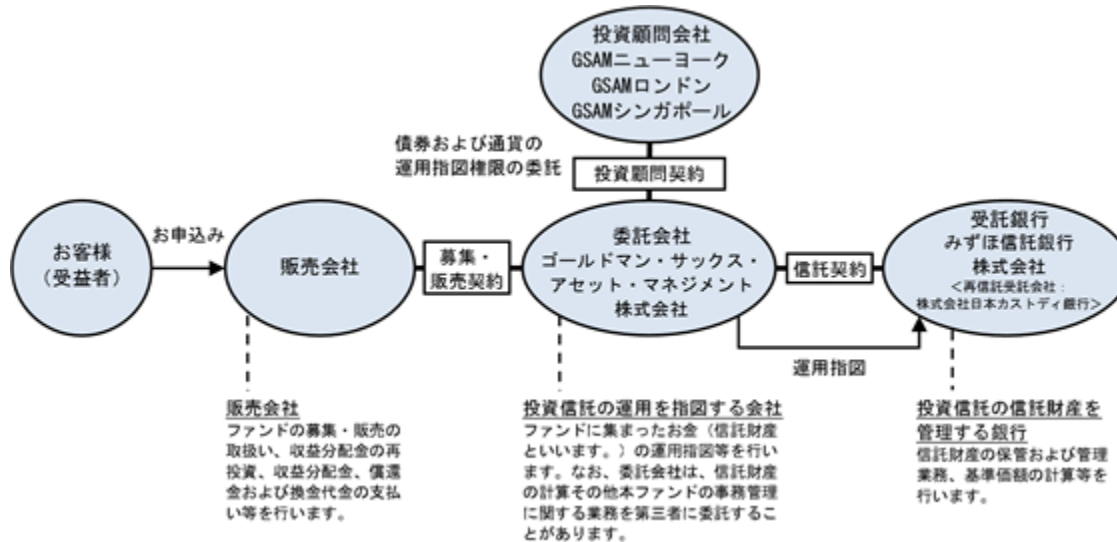 投資顧問会社
GSAMニューヨーク
GSAMロンドン
GSAMシンガポール
債券および通貨の
運用指図権限の委託
投資顧問契約
お客様
（受益者）
お申込み
販売会社
募集・
販売契約
委託会社
ゴールドマン・サックス・
アセット・マネジメント
株式会社
信託契約
受託銀行
みずほ信託銀行
株式会社
＜再信託受託会社：
株式会社日本カストディ銀行＞
運用指図
販売会社
ファンドの募集・販売の
取扱い、収益分配金の再
投資、収益分配金、償還
金および換金代金の支払
い等を行います。
投資信託の運用を指図する会社
ファンドに集まったお金（信託財産
といいます。）の運用指図等を行い
ます。なお、委託会社は、信託財産
の計算その他本ファンドの事務管理
に関する業務を第三者に委託するこ
とがあります。
投資信託の信託財産を
管理する銀行
信託財産の保管および管理
業務、基準価額の計算等を
行います。